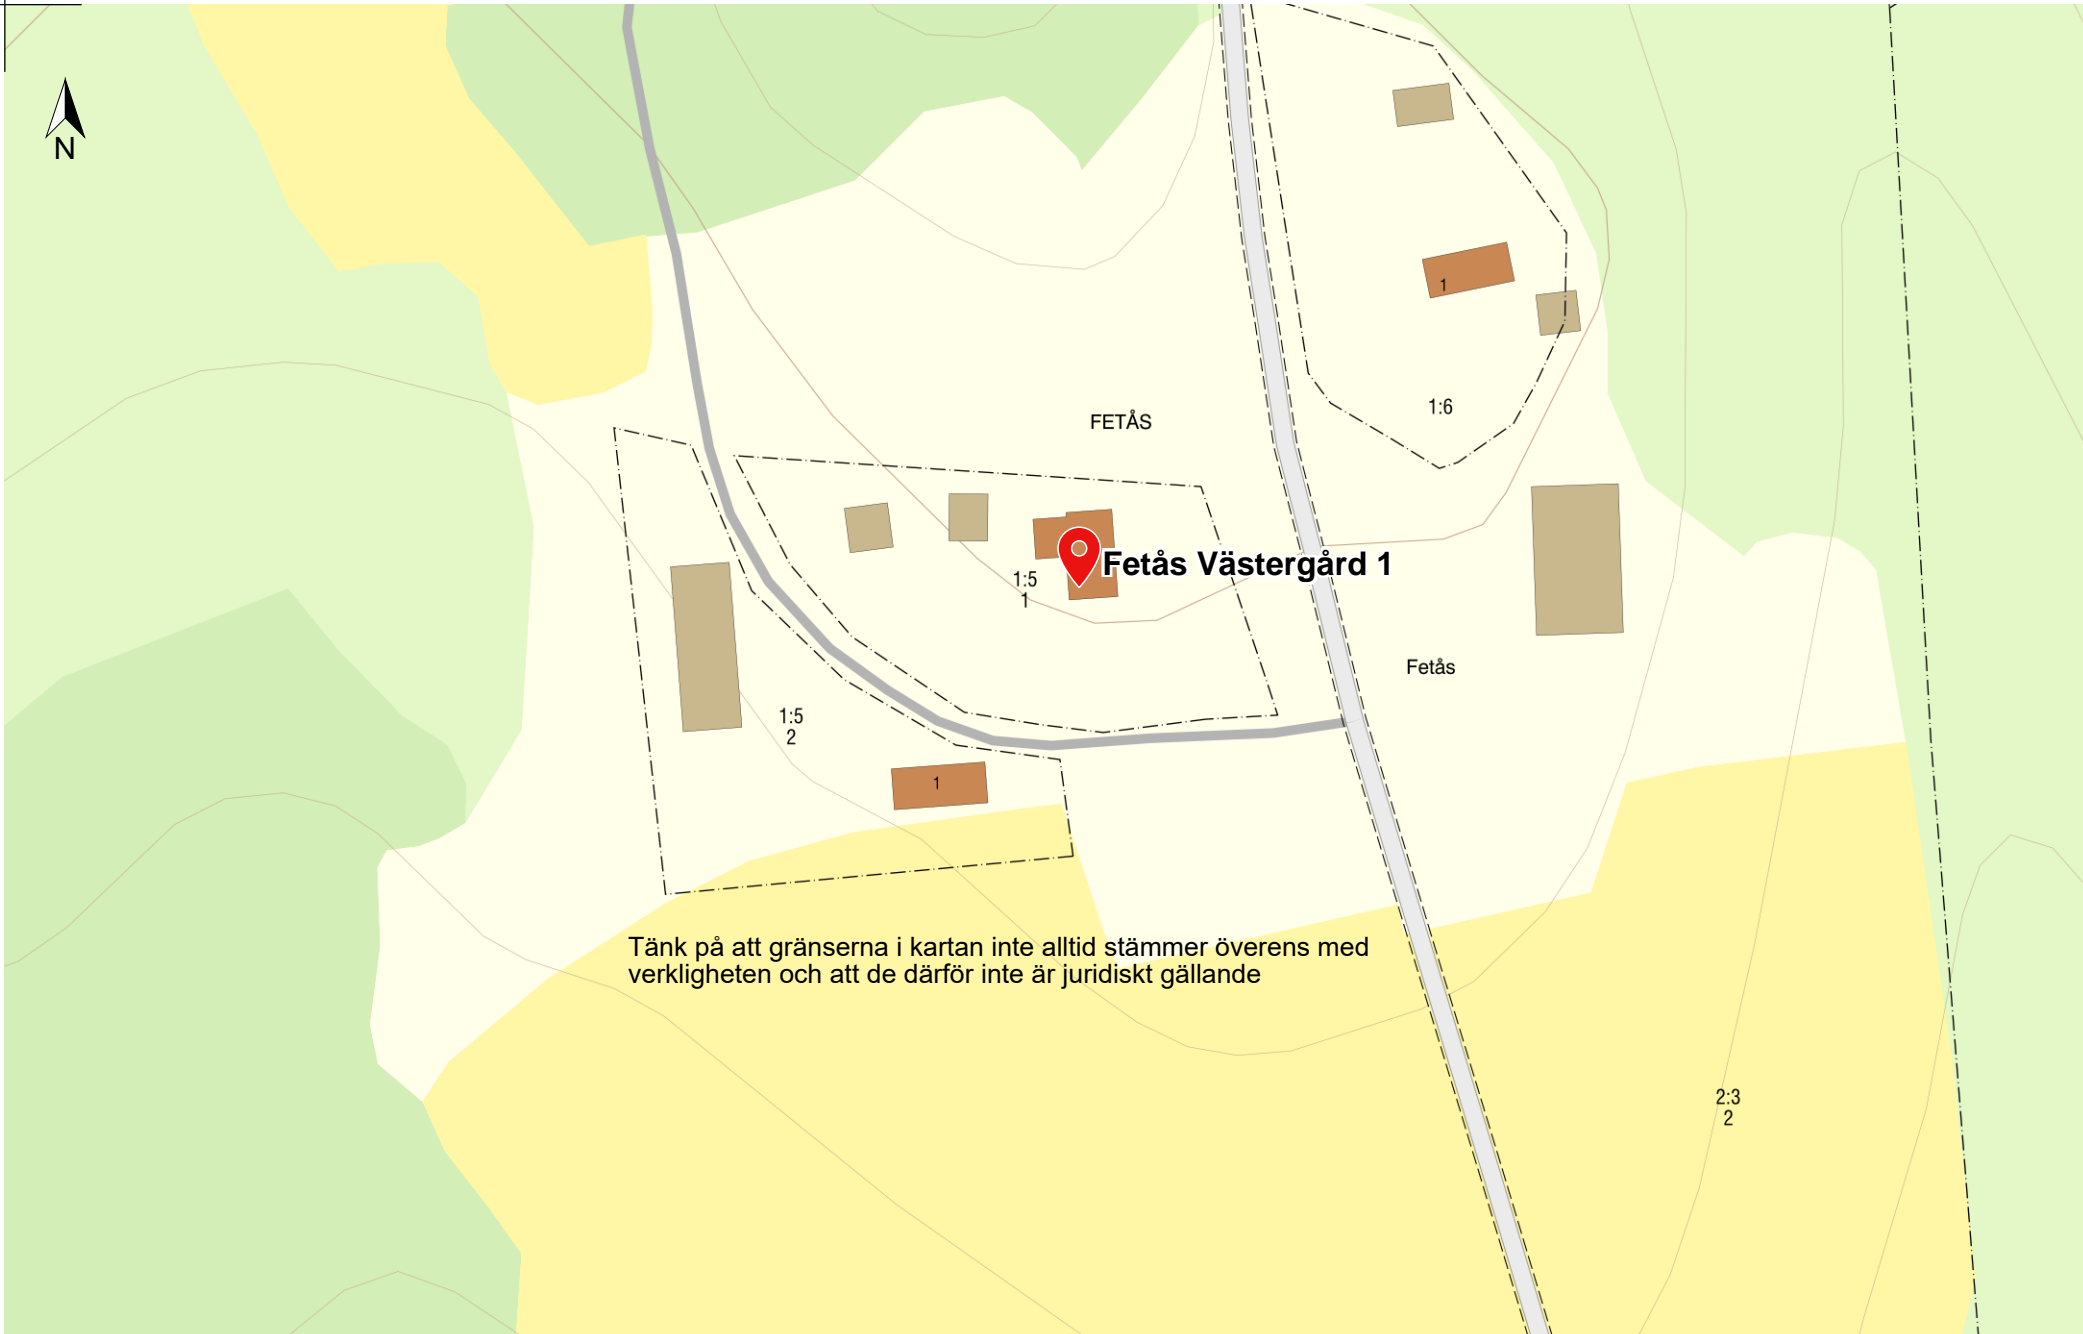 N
1
1:6
FETÅS
Fetås Västergård 1
1:5
1
Fetås
1:5
2
1
Tänk på att gränserna i kartan inte alltid stämmer överens med
verkligheten och att de därför inte är juridiskt gällande
2:3
2